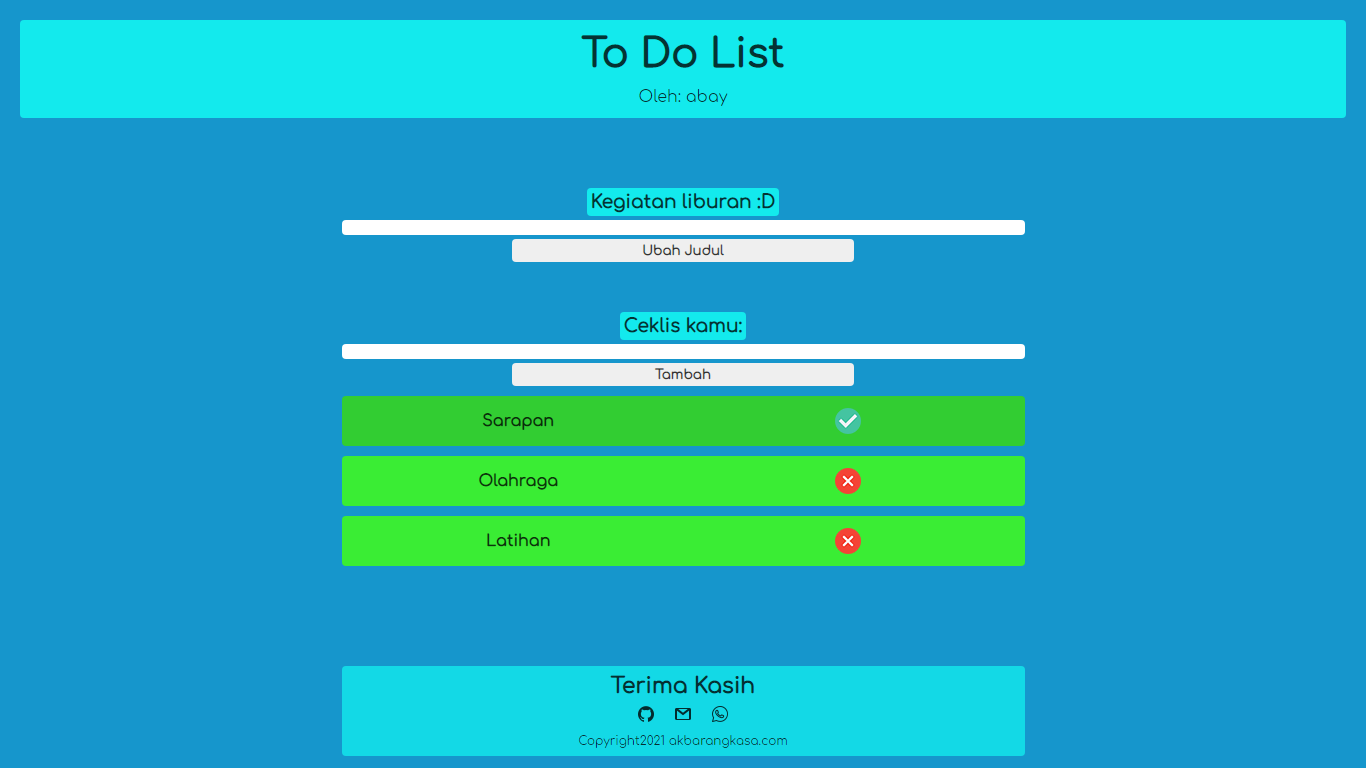 To Do List
Oleh: abay
Kegiatan liburan :D
Ubah Judul
Ceklis kamu:
Tambah
Sarapan
Olahraga
Latihan
Terima Kasih
Copyright2021 akbarangkasa.com